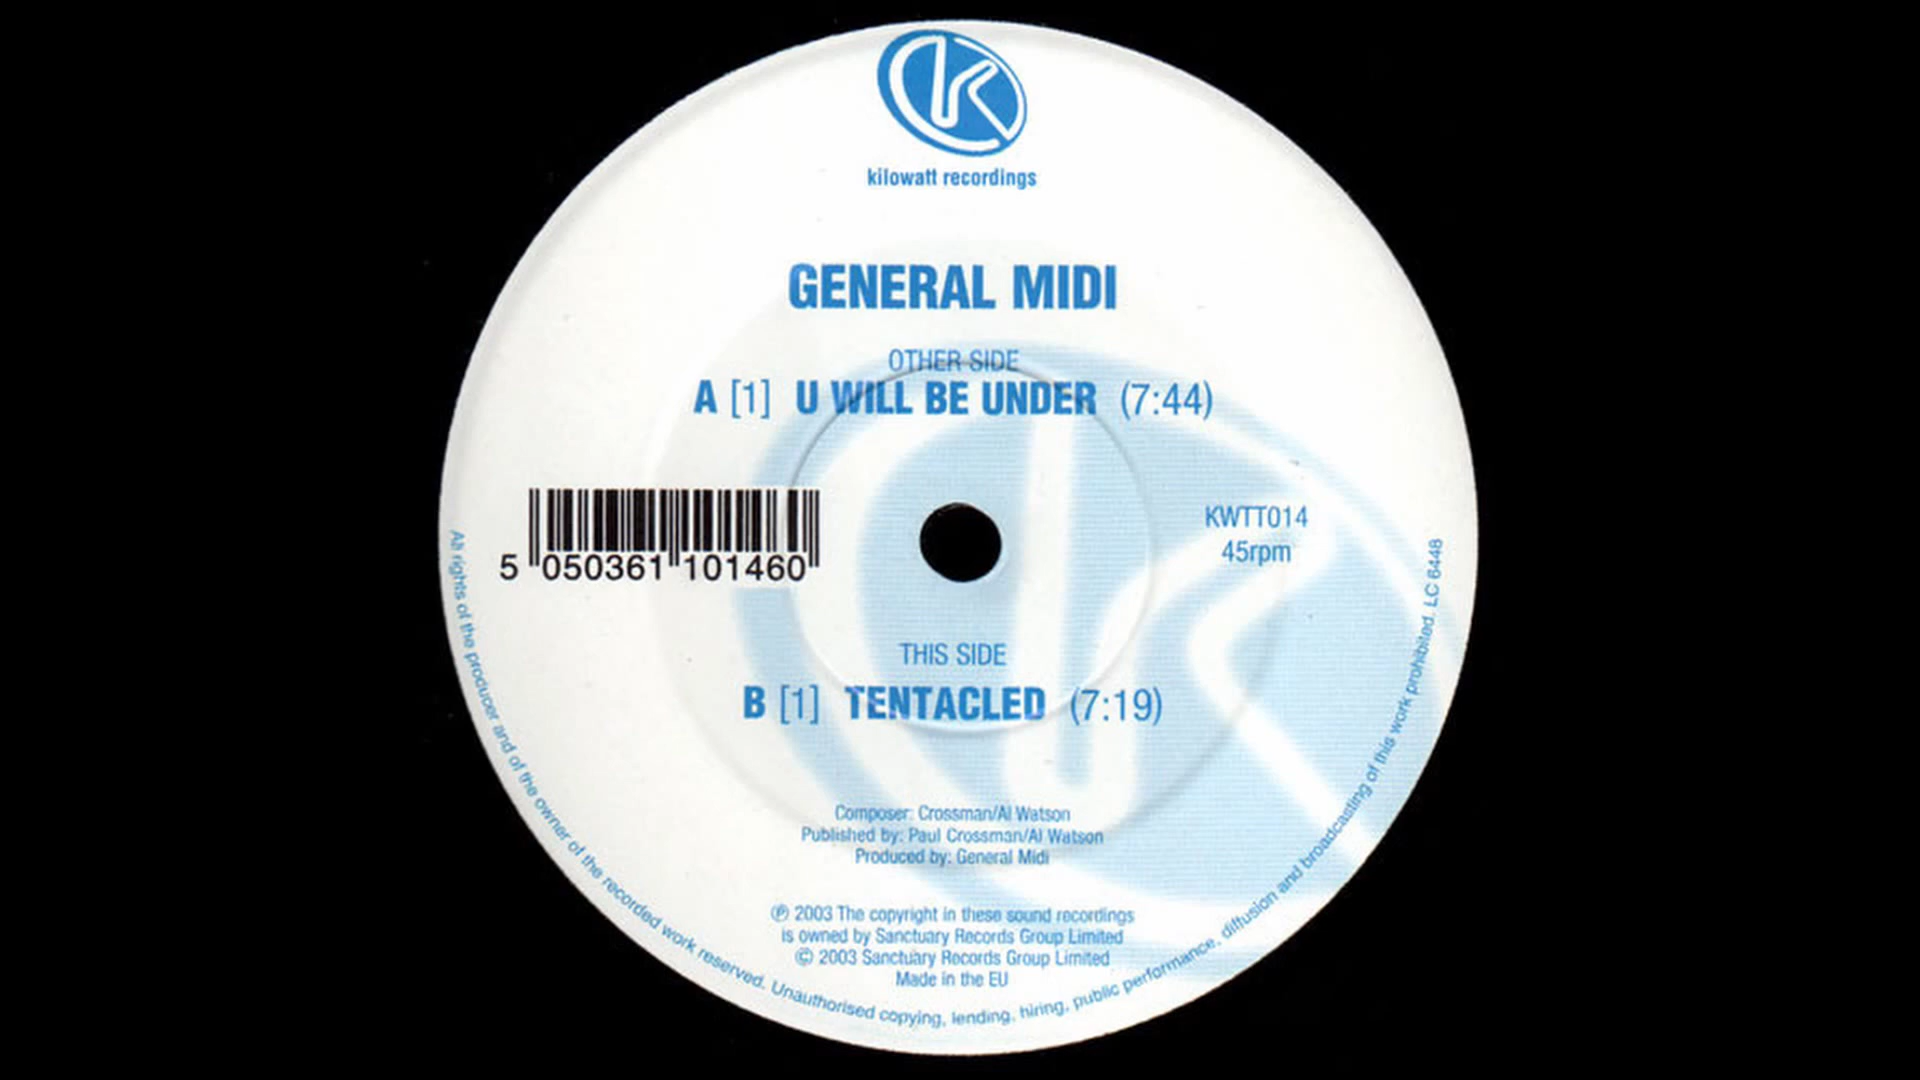 kilowatt recordings
GENERAL MIDI
OTHER SIDE
A [1] U WILL BE UNDER (7:44)
5 050361 101460
KWTT014
45rpm
THIS SIDE
B [1] TENTACLED (7:19)
Composer: Crossman/Al Watson
Published by: Paul Crossman/Al Watson
Produced by: General Midi
℗ 2003 The copyright in these sound recordings
is owned by Sanctuary Records Group Limited
© 2003 Sanctuary Records Group Limited
Made in the EU
All rights of the producer and of the owner of the recorded work reserved. Unauthorised copying, lending, hiring, public performance, diffusion and broadcasting of this work prohibited. LC 6448